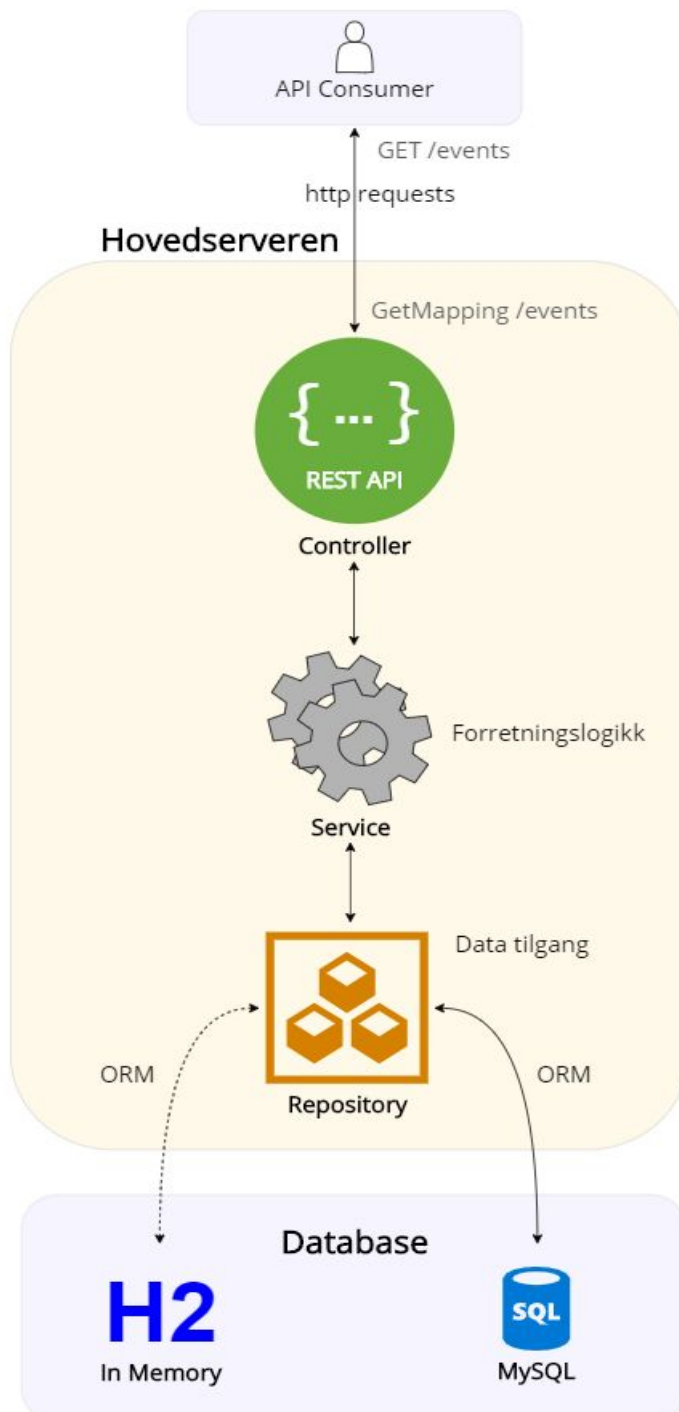 API Consumer
GET /events
http requests
Hovedserveren
GetMapping /events
{ ... }
REST API
Controller
Forretningslogikk
Service
Data tilgang
ORM
ORM
Repository
Database
H2
SQL
In Memory
MySQL